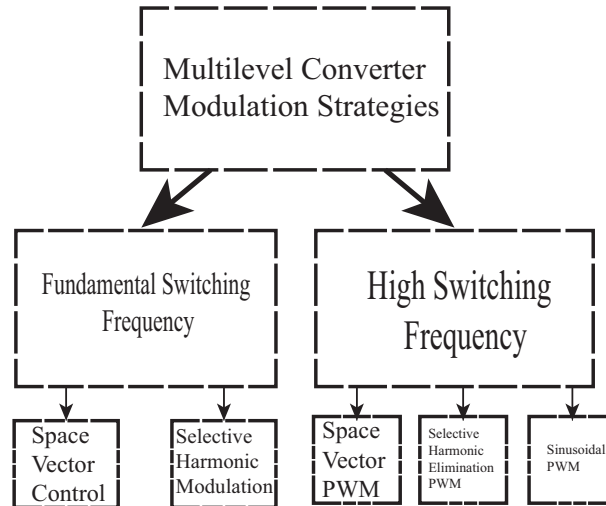 Multilevel Converter
Modulation Strategies
Fundamental Switching
Frequency
High Switching
Frequency
Space
Vector
Control
Selective
Harmonic
Modulation
Space
Vector
PWM
Selective
Harmonic
Elimination
PWM
Sinusoidal
PWM